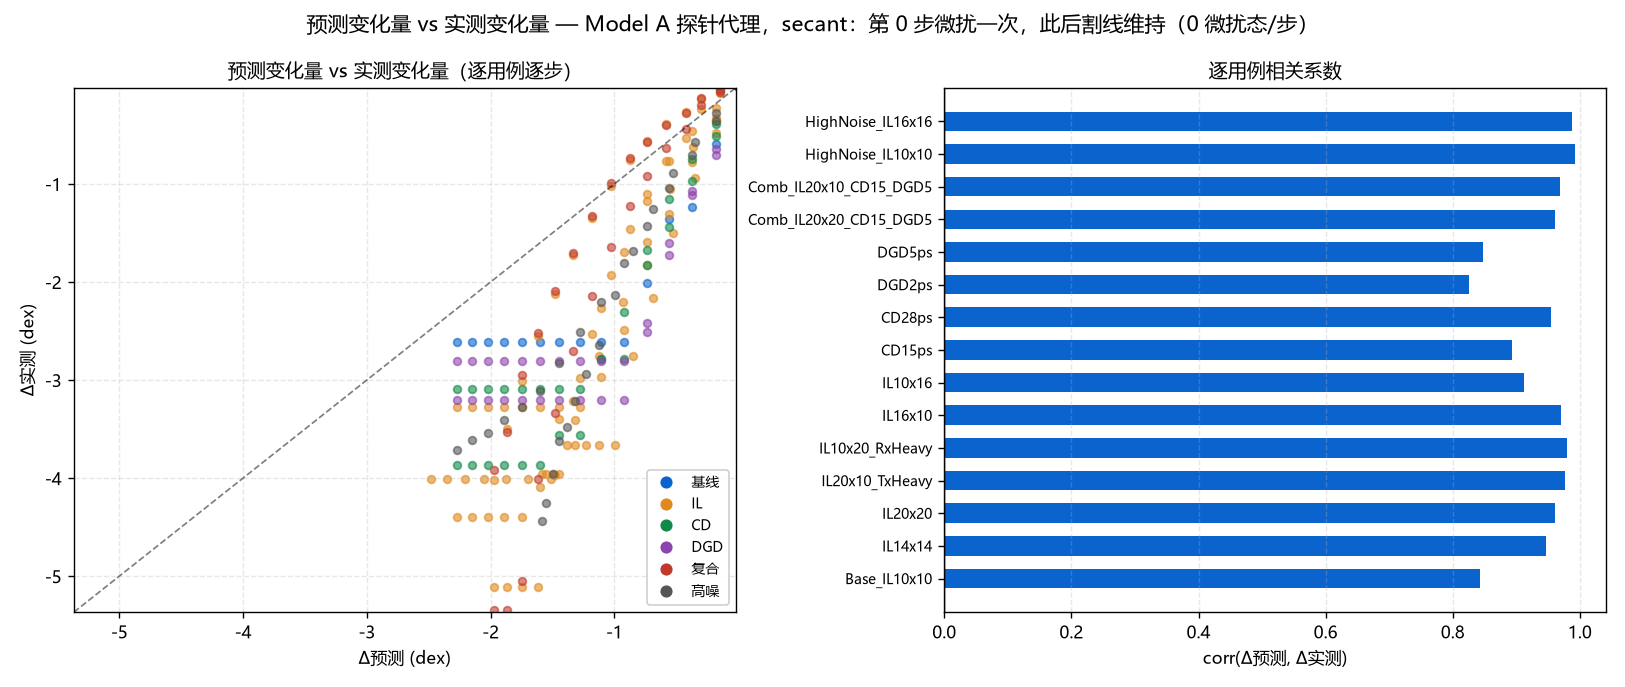 预测变化量 vs 实测变化量 — Model A 探针代理，secant：第 0 步微扰一次，此后割线维持（0 微扰态/步）
预测变化量 vs 实测变化量（逐用例逐步）
-1
-2
-3
-4
-5
Δ实测 (dex)
-5
-4
-3
-2
-1
Δ预测 (dex)
基线
IL
CD
DGD
复合
高噪
逐用例相关系数
HighNoise_IL16x16
HighNoise_IL10x10
Comb_IL20x10_CD15_DGD5
Comb_IL20x20_CD15_DGD5
DGD5ps
DGD2ps
CD28ps
CD15ps
IL10x16
IL16x10
IL10x20_RxHeavy
IL20x10_TxHeavy
IL20x20
IL14x14
Base_IL10x10
0.0
0.2
0.4
0.6
0.8
1.0
corr(Δ预测, Δ实测)